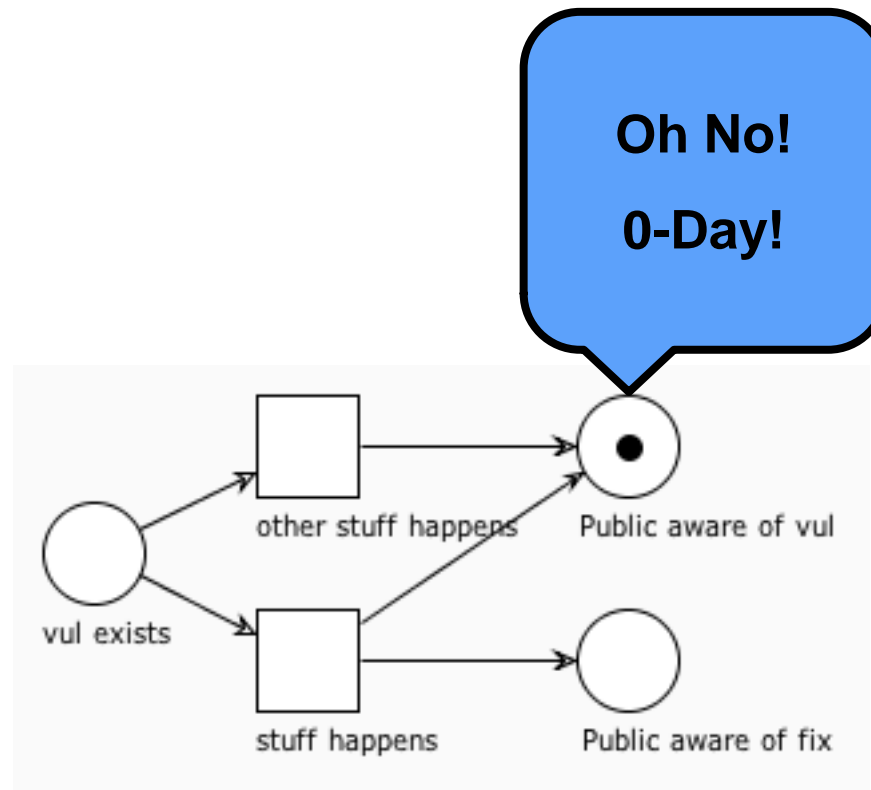 Oh No!
0-Day!
other stuff happens
Public aware of vul
vul exists
stuff happens
Public aware of fix